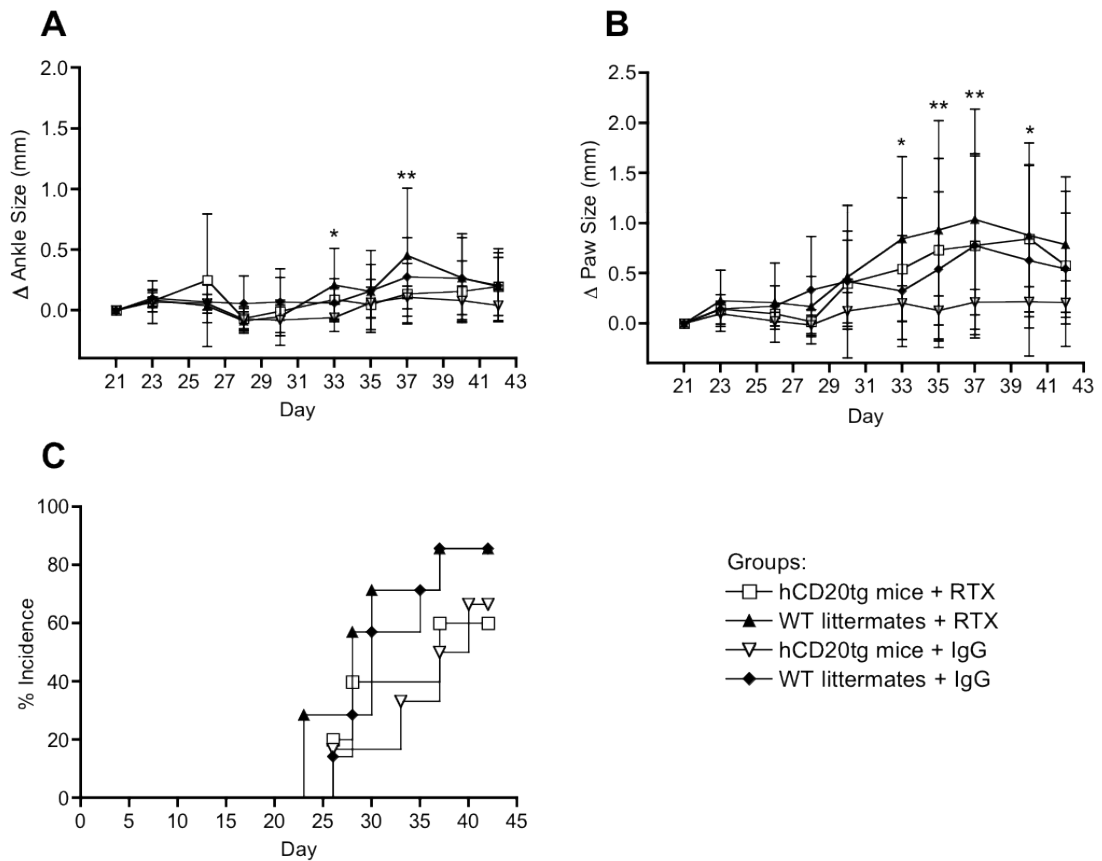 A
2.0
1.5
1.0
0.5
0.0
Δ Ankle Size (mm)
*
**
21 23 25 27 29 31 33 35 37 39 41 43
Day
B
2.5
2.0
1.5
1.0
0.5
0.0
Δ Paw Size (mm)
*
**
**
*
21 23 25 27 29 31 33 35 37 39 41 43
Day
C
100
80
60
40
20
0
% Incidence
0 5 10 15 20 25 30 35 40 45
Day
Groups:
hCD20tg mice + RTX
WT littermates + RTX
hCD20tg mice + IgG
WT littermates + IgG